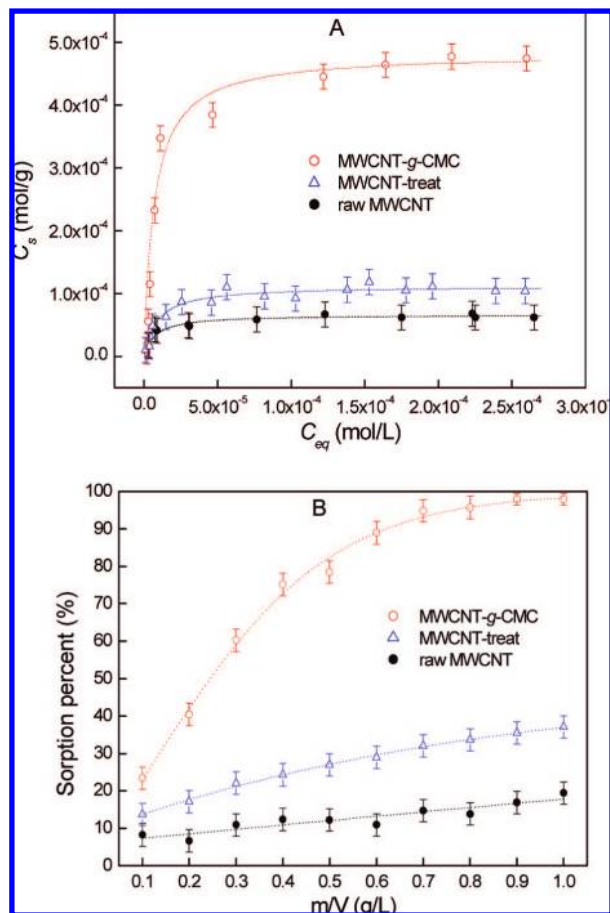 A
5.0x10⁻⁴
4.0x10⁻⁴
3.0x10⁻⁴
2.0x10⁻⁴
1.0x10⁻⁴
0.0
Cs (mol/g)
MWCNT-g-CMC
MWCNT-treat
raw MWCNT
0.0 5.0x10⁻⁵ 1.0x10⁻⁴ 1.5x10⁻⁴ 2.0x10⁻⁴ 2.5x10⁻⁴
Ceq (mol/L)
B
100
90
80
70
60
50
40
30
20
10
0
Sorption percent (%)
MWCNT-g-CMC
MWCNT-treat
raw MWCNT
0.1 0.2 0.3 0.4 0.5 0.6 0.7 0.8 0.9 1.0
m/V (g/L)